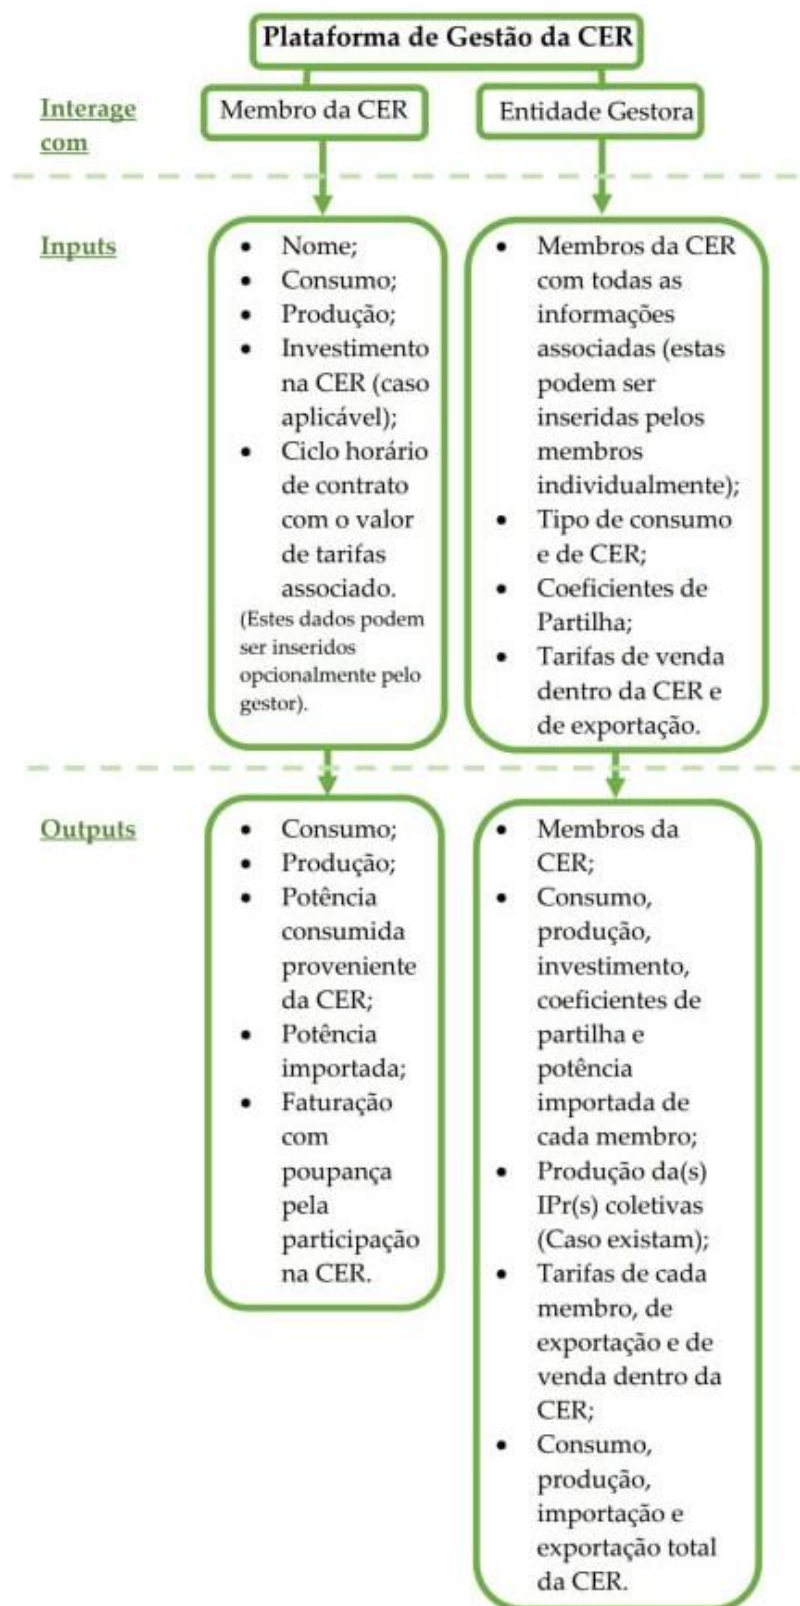 Plataforma de Gestão da CER
Interage
com
Membro da CER
Entidade Gestora
Inputs
• Nome;
• Consumo;
• Produção;
• Investimento
na CER (caso
aplicável);
• Ciclo horário
de contrato
com o valor
de tarifas
associado.
(Estes dados podem
ser inseridos
opcionalmente pelo
gestor).
• Membros da CER
com todas as
informações
associadas (estas
podem ser
inseridas pelos
membros
individualmente);
• Tipo de consumo
e de CER;
• Coeficientes de
Partilha;
• Tarifas de venda
dentro da CER e
de exportação.
Outputs
• Consumo;
• Produção;
• Potência
consumida
proveniente
da CER;
• Potência
importada;
• Faturação
com
poupança
pela
participação
na CER.
• Membros da
CER;
• Consumo,
produção,
investimento,
coeficientes de
partilha e
potência
importada de
cada membro;
• Produção da(s)
IPr(s) coletivas
(Caso existam);
• Tarifas de cada
membro, de
exportação e de
venda dentro da
CER;
• Consumo,
produção,
importação e
exportação total
da CER.